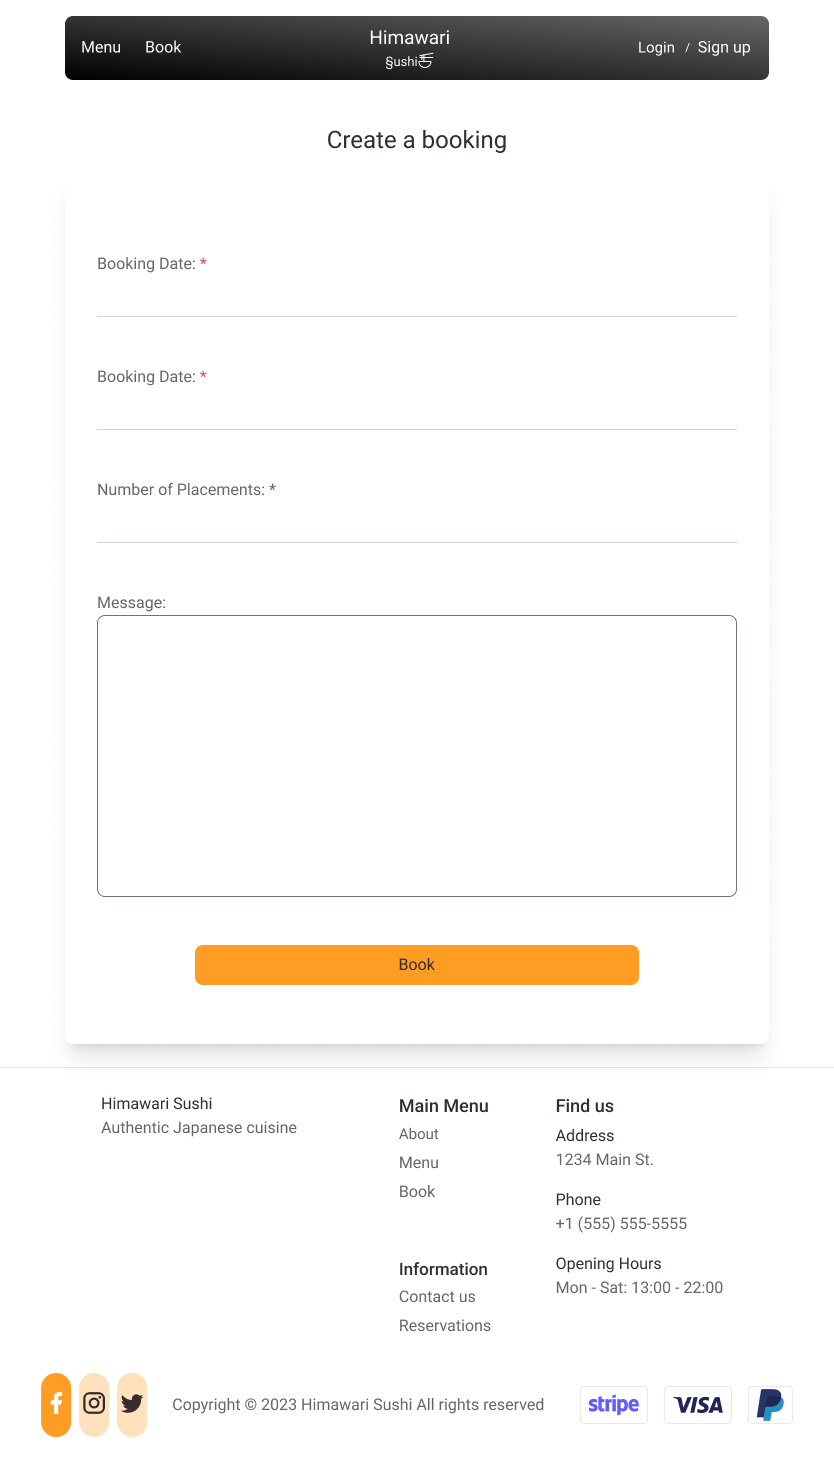 Menu
Book
Himawari
§ushi
Login / Sign up
Create a booking
Booking Date: *
Booking Date: *
Number of Placements: *
Message:
Book
Himawari Sushi
Authentic Japanese cuisine
Main Menu
About
Menu
Book
Information
Contact us
Reservations
Find us
Address
1234 Main St.
Phone
+1 (555) 555-5555
Opening Hours
Mon - Sat: 13:00 - 22:00
Copyright © 2023 Himawari Sushi All rights reserved
stripe
VISA